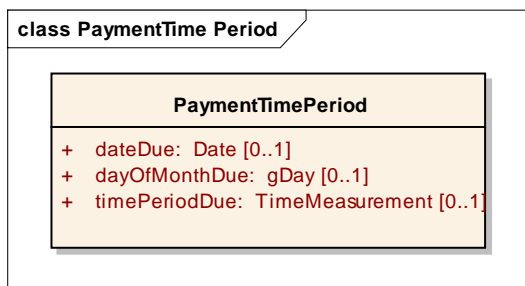 class PaymentTime Period
PaymentTimePeriod
+ dateDue: Date [0..1]
+ dayOfMonthDue: gDay [0..1]
+ timePeriodDue: TimeMeasurement [0..1]